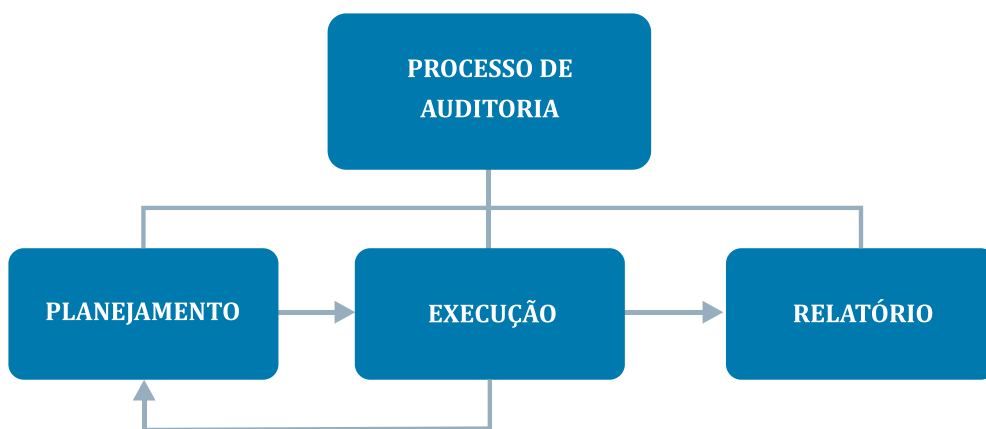 PROCESSO DE
AUDITORIA
PLANEJAMENTO
EXECUÇÃO
RELATÓRIO